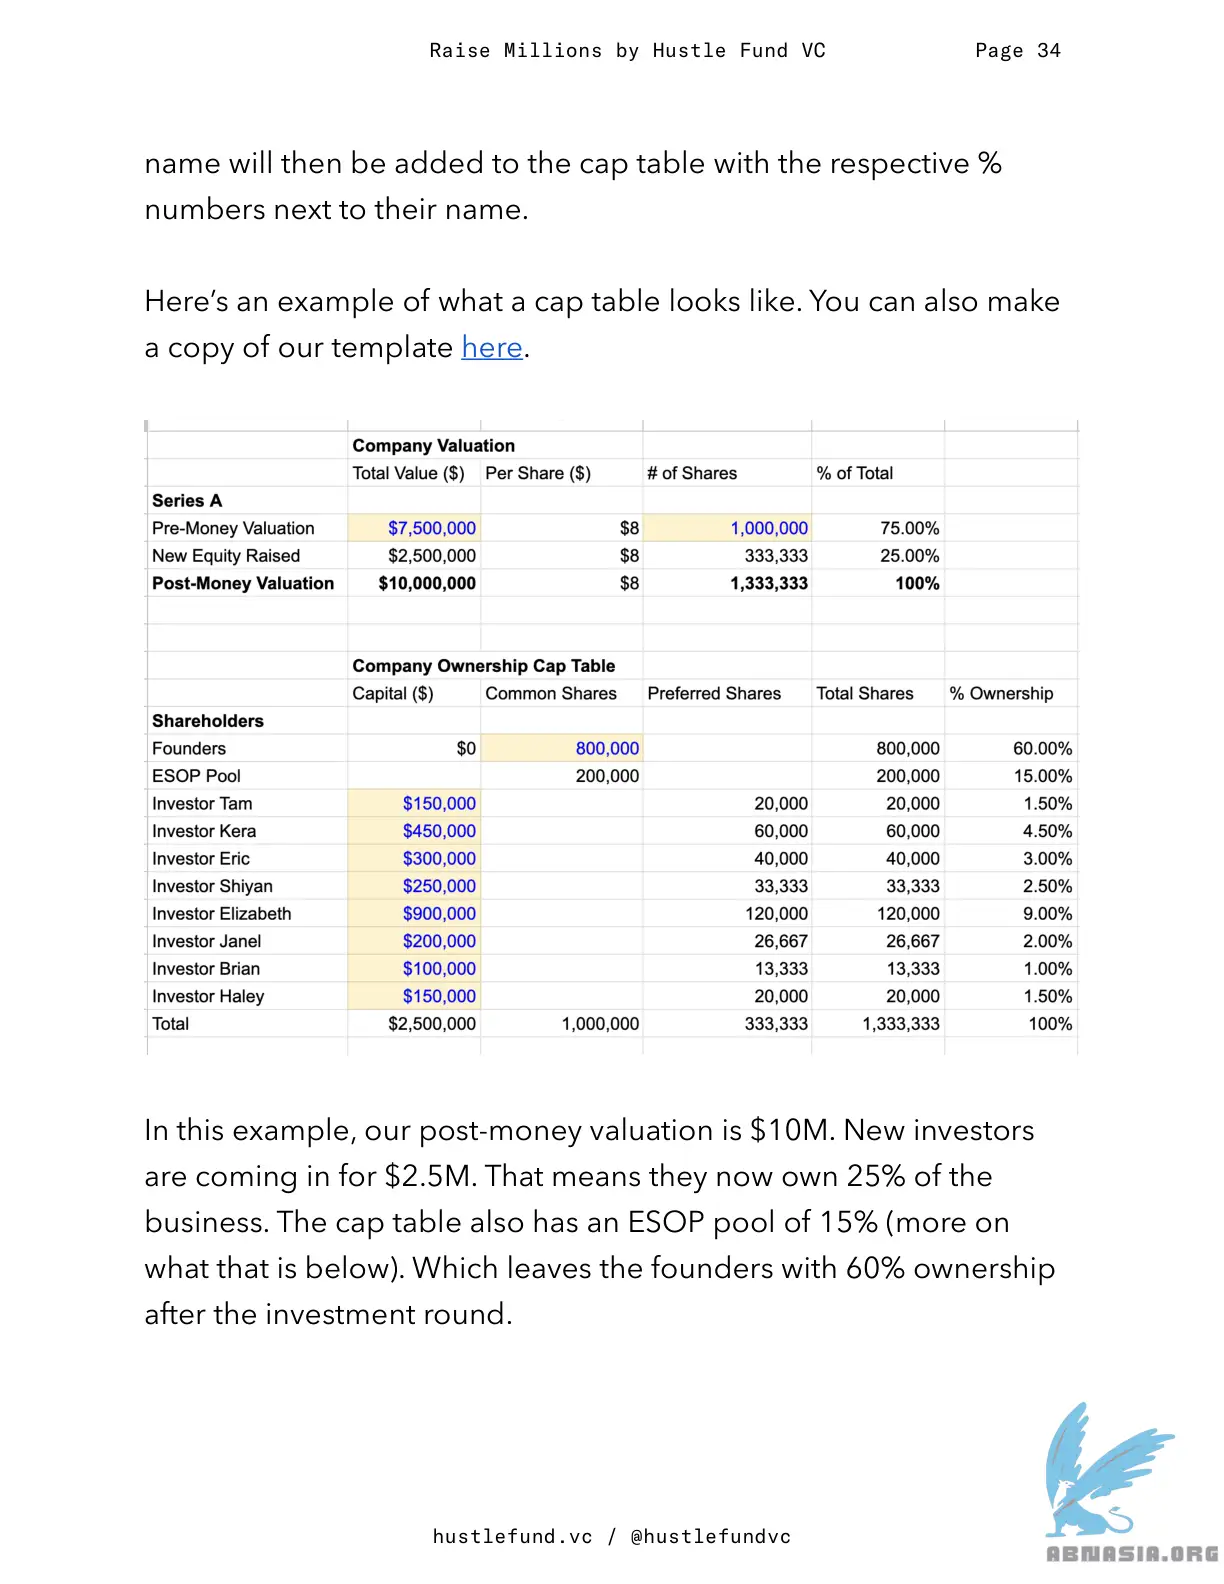 Raise Millions by Hustle Fund VC Page 34
name will then be added to the cap table with the respective %
numbers next to their name.
Here’s an example of what a cap table looks like. You can also make
a copy of our template here.
Company Valuation
Total Value ($) Per Share ($) # of Shares % of Total
Series A
Pre-Money Valuation $7,500,000 $8 1,000,000 75.00%
New Equity Raised $2,500,000 $8 333,333 25.00%
Post-Money Valuation $10,000,000 $8 1,333,333 100%
Company Ownership Cap Table
Capital ($) Common Shares Preferred Shares Total Shares % Ownership
Shareholders
Founders $0 800,000 800,000 60.00%
ESOP Pool 200,000 200,000 15.00%
Investor Tam $150,000 20,000 20,000 1.50%
Investor Kera $450,000 60,000 60,000 4.50%
Investor Eric $300,000 40,000 40,000 3.00%
Investor Shiyan $250,000 33,333 33,333 2.50%
Investor Elizabeth $900,000 120,000 120,000 9.00%
Investor Janel $200,000 26,667 26,667 2.00%
Investor Brian $100,000 13,333 13,333 1.00%
Investor Haley $150,000 20,000 20,000 1.50%
Total $2,500,000 1,000,000 333,333 1,333,333 100%
In this example, our post-money valuation is $10M. New investors
are coming in for $2.5M. That means they now own 25% of the
business. The cap table also has an ESOP pool of 15% (more on
what that is below). Which leaves the founders with 60% ownership
after the investment round.
hustlefund.vc / @hustlefundvc
ABNASIA.ORG